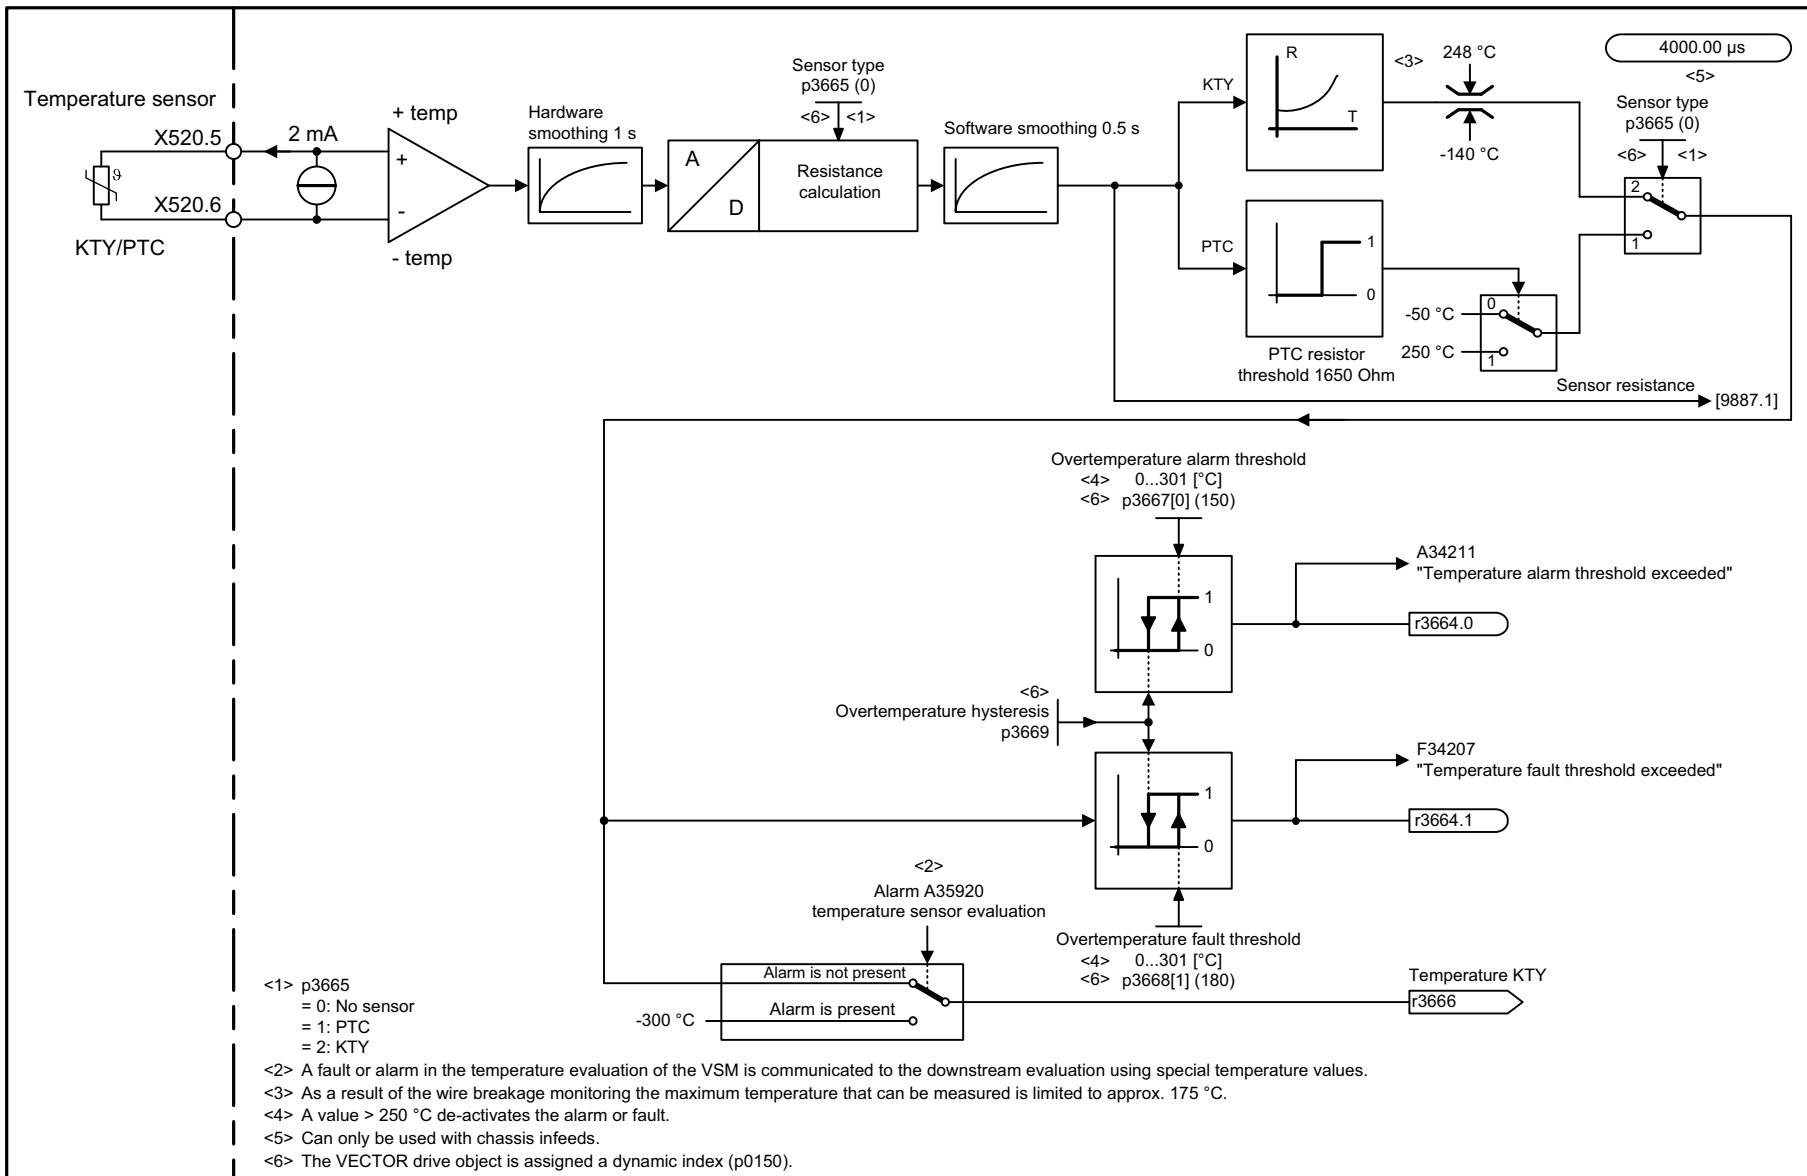 4000.00 µs
<5>
Temperature sensor
X520.5
2 mA
ϑ
X520.6
KTY/PTC
+ temp
+
-
- temp
Hardware
smoothing 1 s
Sensor type
p3665 (0)
<6> <1>
A
D
Resistance
calculation
Software smoothing 0.5 s
KTY
R
T
<3>
248 °C
-140 °C
Sensor type
p3665 (0)
<6> <1>
2
1
PTC
1
0
PTC resistor
threshold 1650 Ohm
-50 °C
250 °C
0
1
Sensor resistance
[9887.1]
Overtemperature alarm threshold
<4> 0...301 [°C]
<6> p3667[0] (150)
1
0
A34211
"Temperature alarm threshold exceeded"
r3664.0
<6>
Overtemperature hysteresis
p3669
1
0
F34207
"Temperature fault threshold exceeded"
r3664.1
Overtemperature fault threshold
<4> 0...301 [°C]
<6> p3668[1] (180)
<2>
Alarm A35920
temperature sensor evaluation
Alarm is not present
Alarm is present
-300 °C
Temperature KTY
r3666
<1> p3665
= 0: No sensor
= 1: PTC
= 2: KTY
<2> A fault or alarm in the temperature evaluation of the VSM is communicated to the downstream evaluation using special temperature values.
<3> As a result of the wire breakage monitoring the maximum temperature that can be measured is limited to approx. 175 °C.
<4> A value > 250 °C de-activates the alarm or fault.
<5> Can only be used with chassis infeeds.
<6> The VECTOR drive object is assigned a dynamic index (p0150).